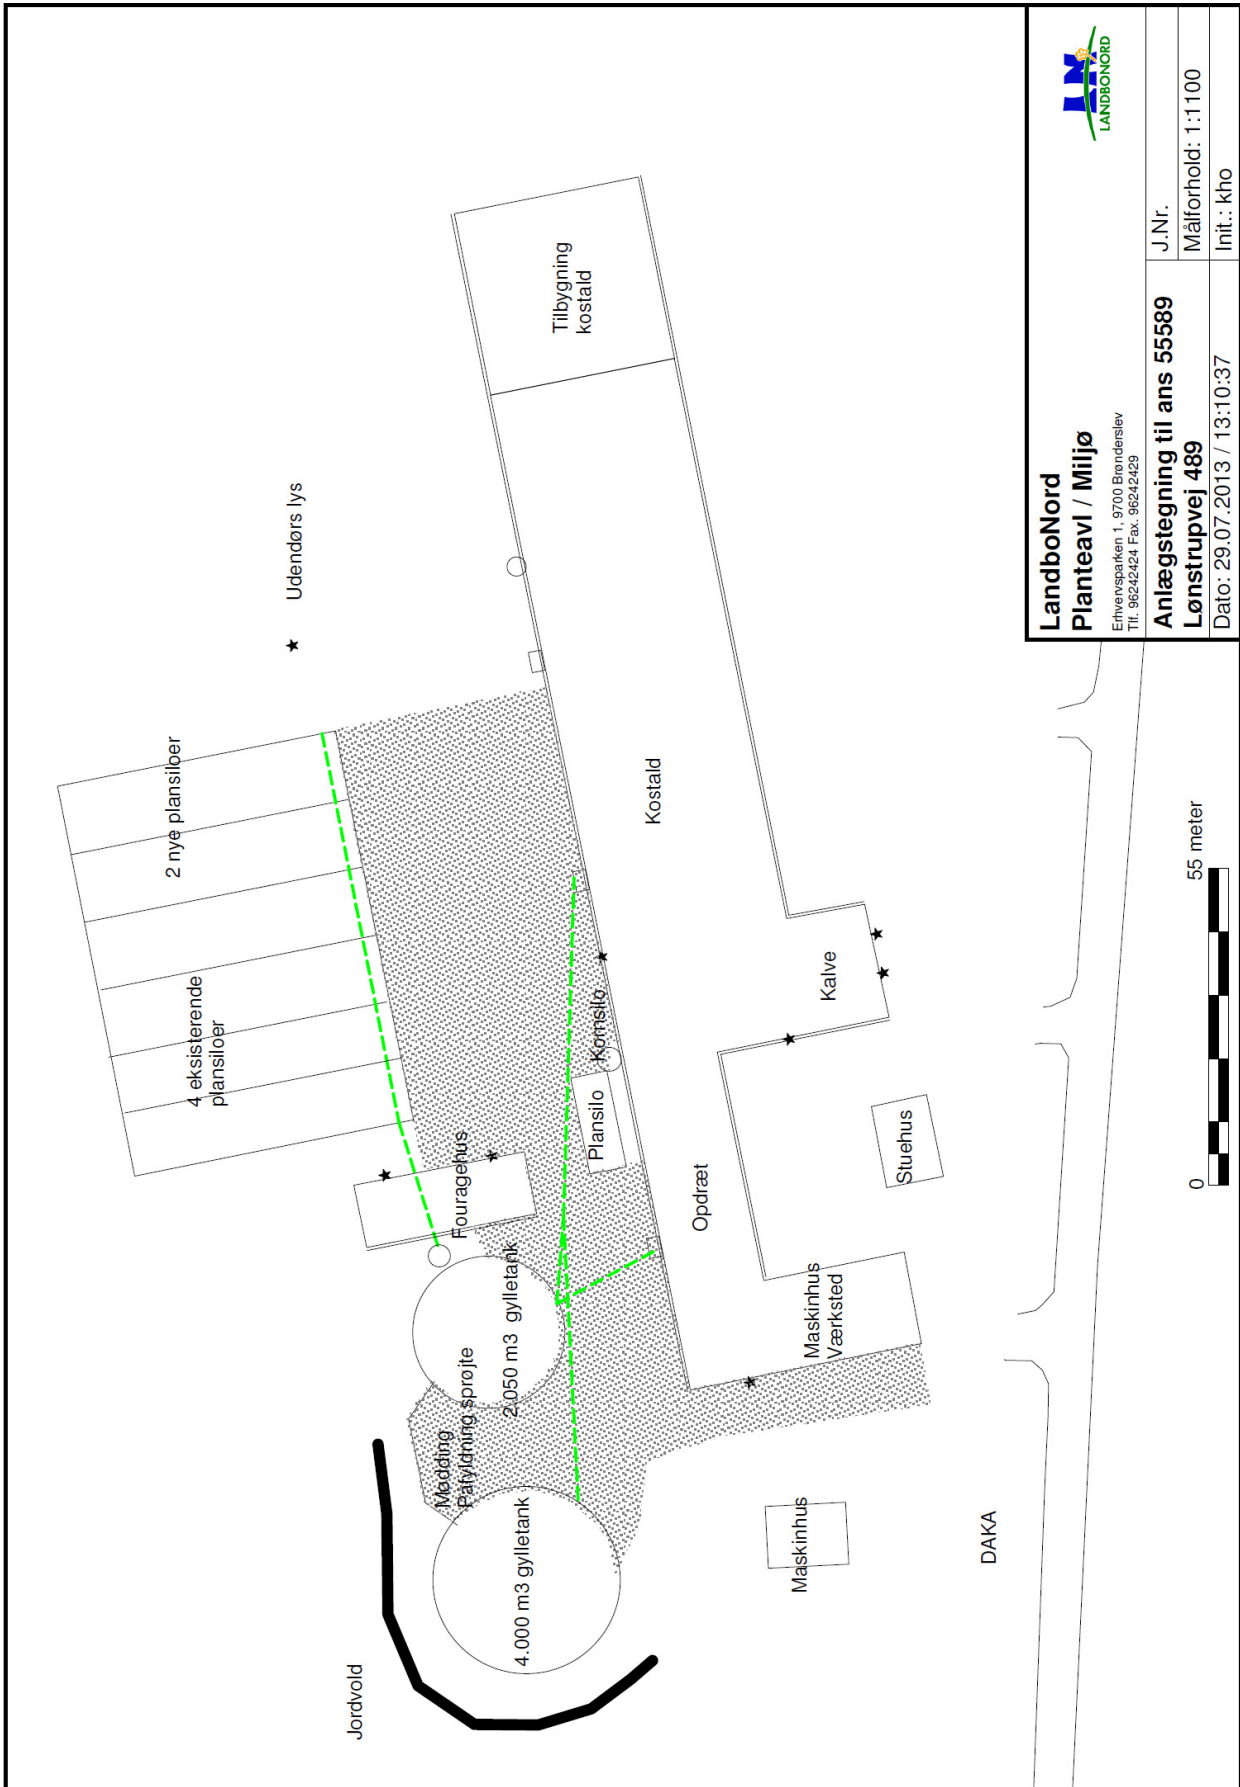 Jordvold
4.000 m3 gylletank
Mødding
Påfyldning sprøjte
2.050 m3 gylletank
Fouragehus
4 eksisterende
plansiloer
2 nye plansiloer
Udendørs lys
Plansilo
Kornsilo
Kostald
Tilbygning
kostald
Opdræt
Kalve
Maskinhus
Værksted
Stuehus
Maskinhus
DAKA
0
55 meter
LandboNord
Planteavl / Miljø
Erhvervsparken 1, 9700 Brønderslev
Tlf. 96242424 Fax. 96242429
LN
LANDBONORD
Anlægstegning til ans 55589
Lønstrupvej 489
Dato: 29.07.2013 / 13:10:37
J.Nr.
Målforhold: 1:1100
Init.: kho